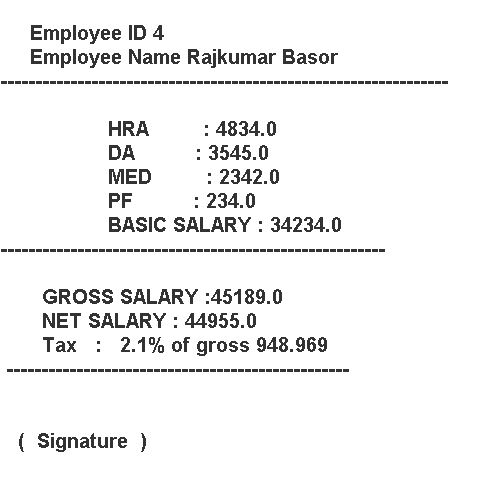 Employee ID 4
Employee Name Rajkumar Basor
----------------------------------------------------------------
HRA : 4834.0
DA : 3545.0
MED : 2342.0
PF : 234.0
BASIC SALARY : 34234.0
-------------------------------------------------------
GROSS SALARY :45189.0
NET SALARY : 44955.0
Tax : 2.1% of gross 948.969
-------------------------------------------------
( Signature )